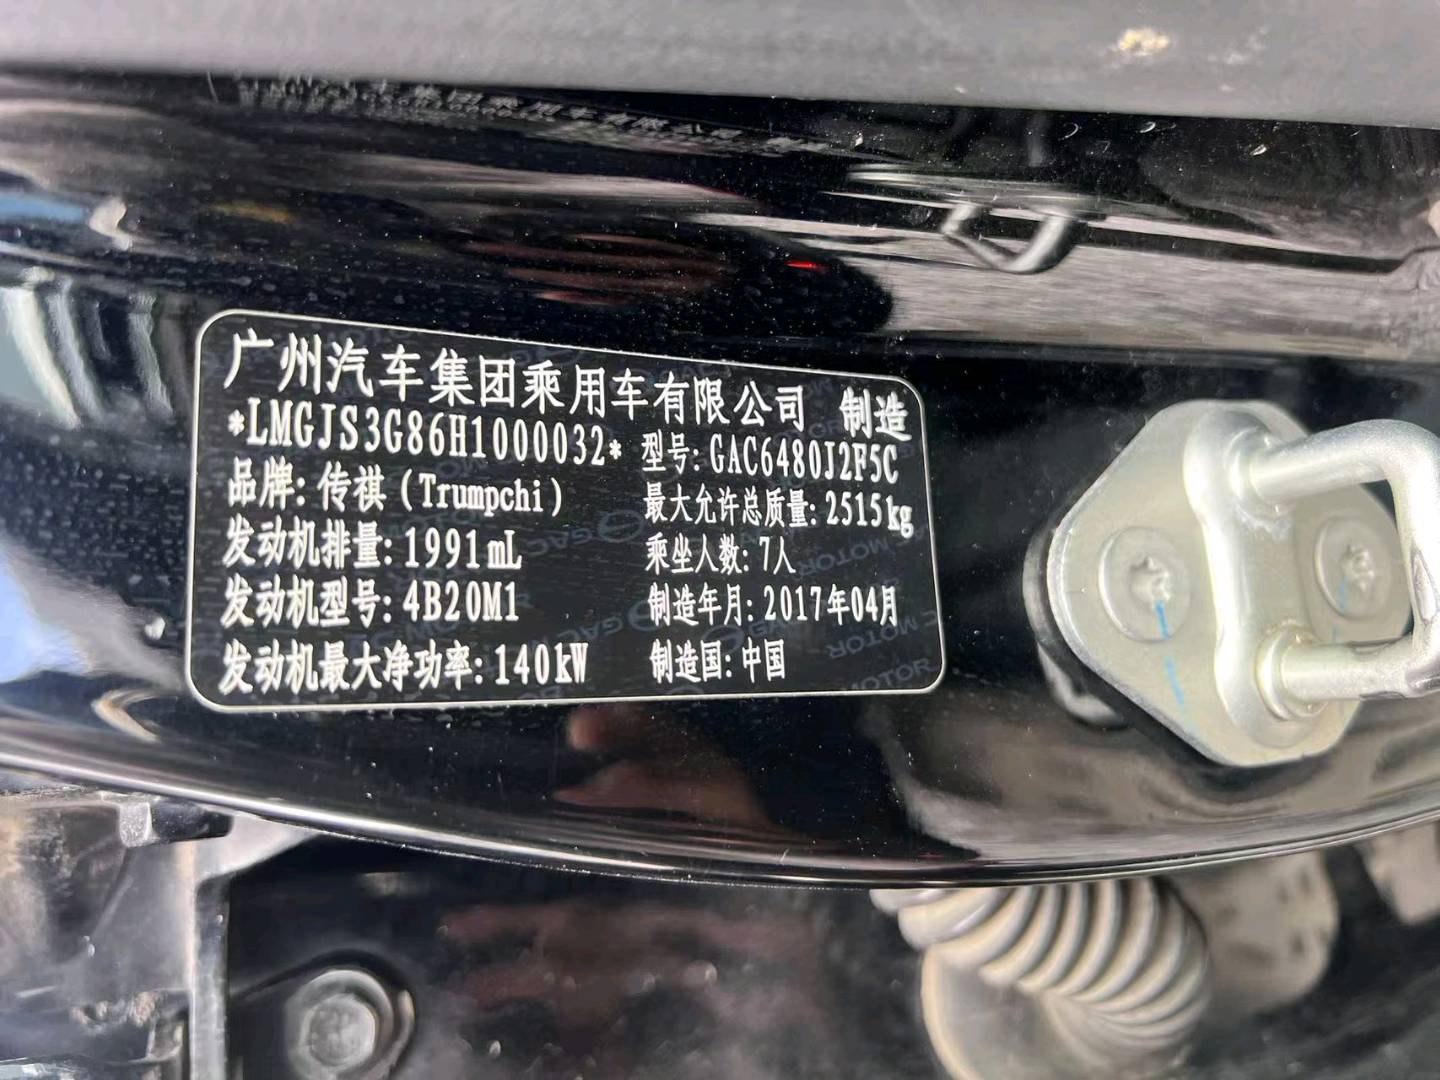 广州汽车集团乘用车有限公司 制造
*LMGJS3G86H1000032* 型号: GAC6480J2F5C
品牌: 传祺 (Trumpchi) 最大允许总质量: 2515kg
发动机排量: 1991mL 乘坐人数: 7人
发动机型号: 4B20M1 制造年月: 2017年04月
发动机最大净功率: 140kW 制造国: 中国
GAC MOTOR